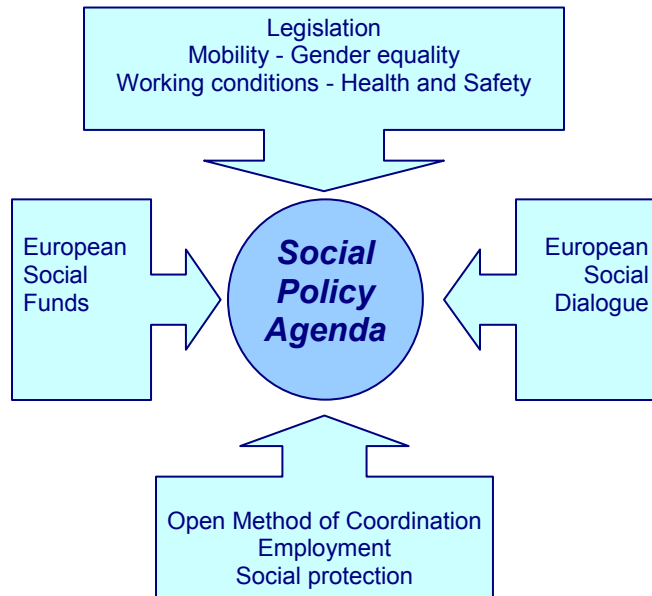 Legislation
Mobility - Gender equality
Working conditions - Health and Safety
European
Social
Funds
Social
Policy
Agenda
European
Social
Dialogue
Open Method of Coordination
Employment
Social protection